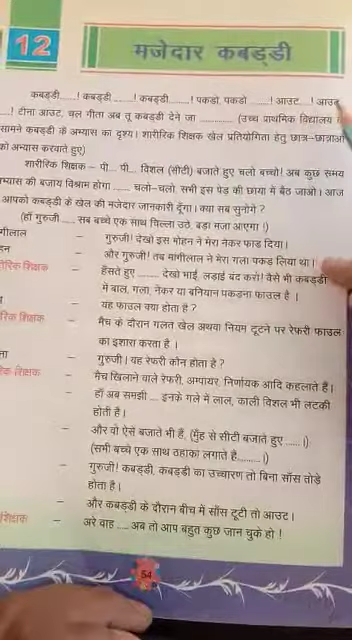 12
मजेदार कबड्डी
कबड्डी......! कबड्डी ........! कबड्डी........! पकडो, पकडो ........! आउट ....! आउट
....! टीना आउट, चल गीता अब तू कबड्डी देने जा ............ (उच्च प्राथमिक विद्यालय
सामने कबड्डी के अभ्यास का दृश्य। शारीरिक शिक्षक खेल प्रतियोगिता हेतु छात्र-छात्राओं
को अभ्यास करवाते हुए)
शारीरिक शिक्षक – पी... पी... विशल (सीटी) बजाते हुए चलो बच्चो! अब कुछ समय
की बजाय विश्राम होगा ...... चलो-चलो, सभी इस पेड़ की छाया में बैठ जाओ। आज
आपको कबड्डी के खेल की मजेदार जानकारी दूँगा। क्या सब सुनोगे ?
(हाँ गुरुजी ..... सब बच्चे एक साथ चिल्ला उठे, बड़ा मजा आएगा ।)
– गुरुजी! देखो इस मोहन ने मेरा नेकर फाड दिया।
– और गुरुजी! तब मांगीलाल ने मेरा गला पकड लिया था।
शिक्षक – हँसते हुए ........ देखो भाई, लड़ाई बंद करो! वैसे भी कबड्डी
में बाल, गला, नेकर या बनियान पकड़ना फाउल है ।
– यह फाउल क्या होता है ?
शिक्षक – मैच के दौरान गलत खेल अथवा नियम टूटने पर रेफरी फाउल
का इशारा करता है ।
– गुरुजी। यह रेफरी कौन होता है ?
शिक्षक – मैच खिलाने वाले रेफरी, अम्पायर, निर्णायक आदि कहलाते हैं।
– हाँ अब समझी .... इनके गले में लाल, काली विशल भी लटकी
होती है।
– और वो ऐसे बजाते भी हैं, (मुँह से सीटी बजाते हुए ......।)
(सभी बच्चे एक साथ ठहाका लगाते हैं..........।)
– गुरुजी! कबड्डी, कबड्डी का उच्चारण तो बिना साँस तोड़े
होता है।
– और कबड्डी के दौरान बीच में साँस टूटी तो आउट।
शिक्षक – अरे वाह .... अब तो आप बहुत कुछ जान चुके हो !
54